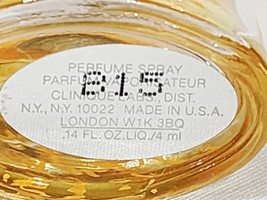 PERFUME SPRAY
PARFUM VAPORISATEUR
B15
CLINIQUE LABS., DIST.
N.Y., N.Y. 10022 MADE IN U.S.A.
LONDON W1K 3BQ
.14 FL.OZ.LIQ./4 ml